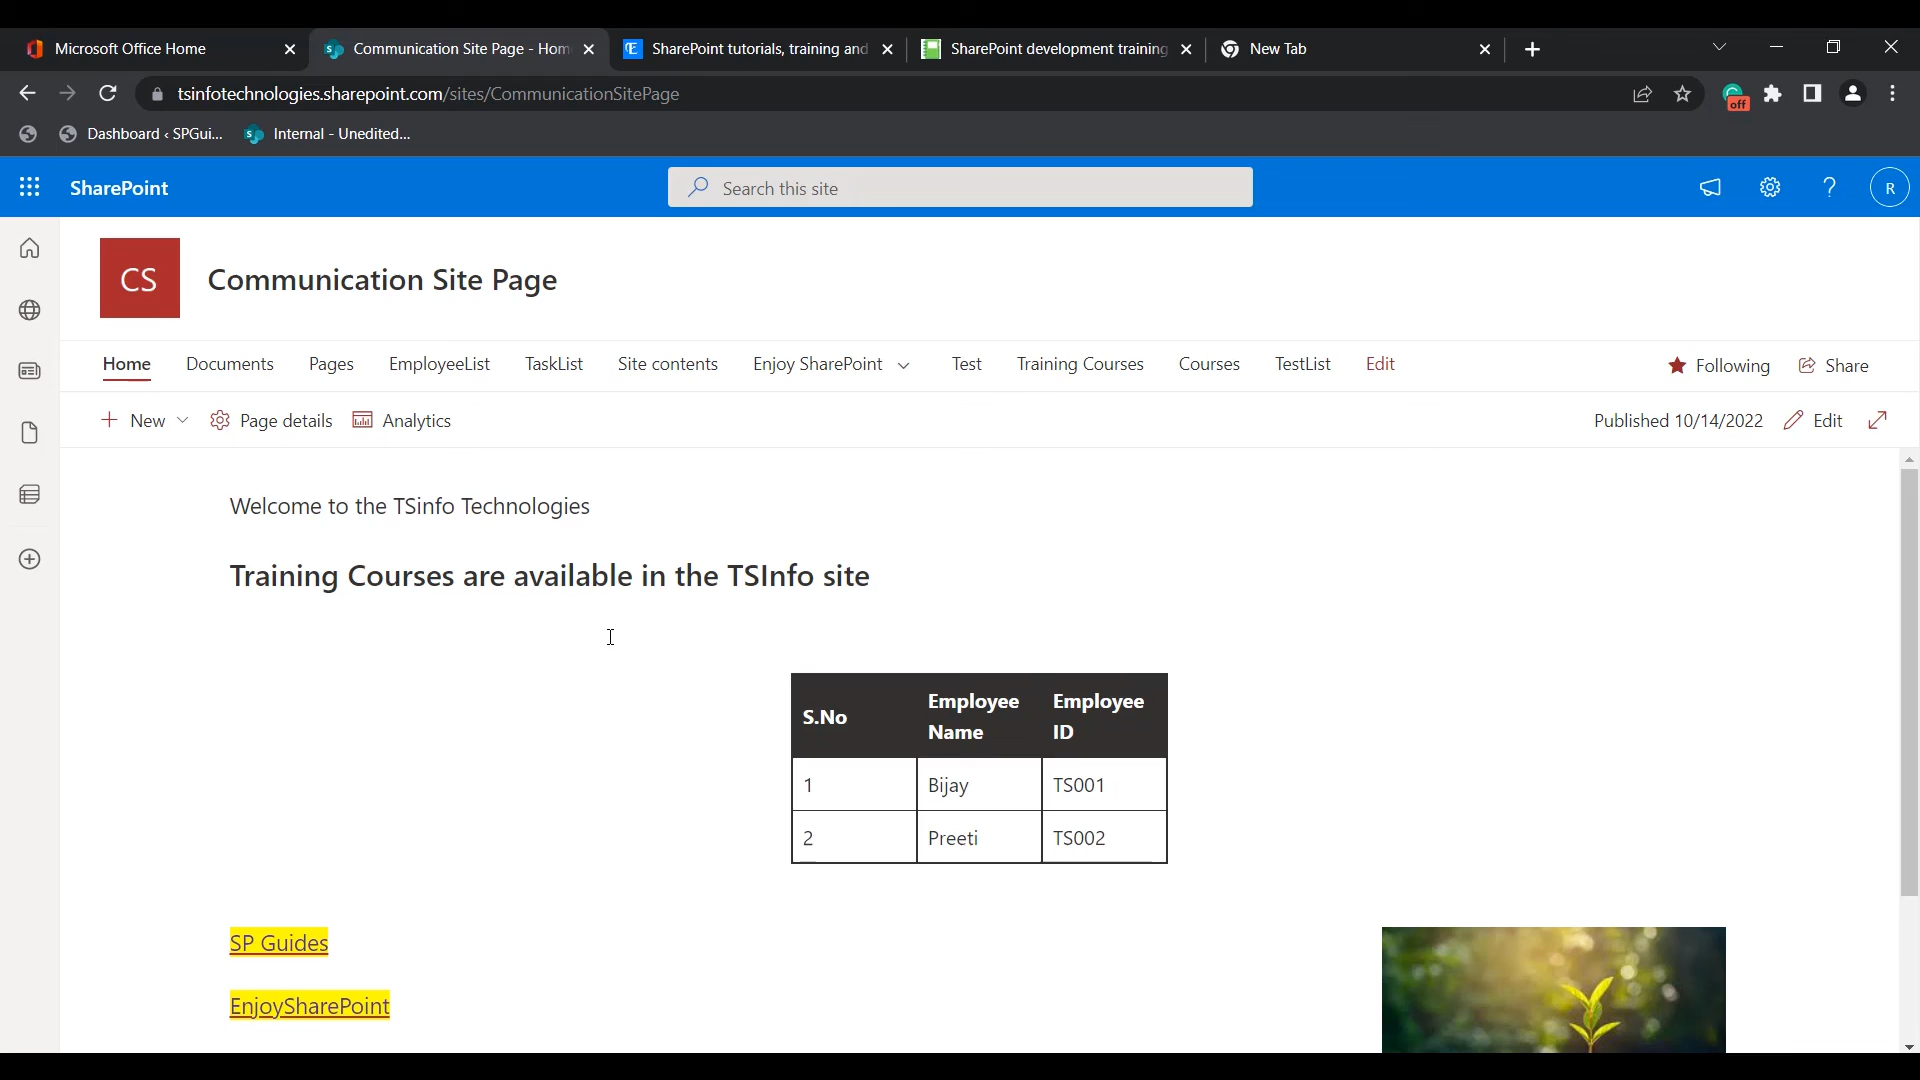 Microsoft Office Home
Communication Site Page - Hom
SharePoint tutorials, training and
SharePoint development training
New Tab
tsinfotechnologies.sharepoint.com/sites/CommunicationSitePage
off
Dashboard ‹ SPGui...
Internal - Unedited...
SharePoint
Search this site
R
CS
Communication Site Page
Home
Documents
Pages
EmployeeList
TaskList
Site contents
Enjoy SharePoint
Test
Training Courses
Courses
TestList
Edit
Following
Share
New
Page details
Analytics
Published 10/14/2022
Edit
Welcome to the TSinfo Technologies
Training Courses are available in the TSInfo site
S.No
Employee Name
Employee ID
1
Bijay
TS001
2
Preeti
TS002
SP Guides
EnjoySharePoint